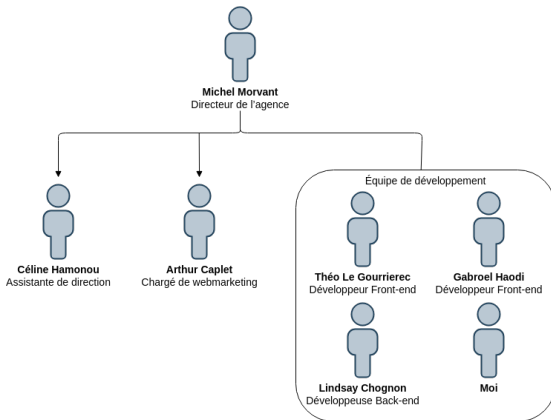 Michel Morvant
Directeur de l'agence
Céline Hamonou
Assistante de direction
Arthur Caplet
Chargé de webmarketing
Équipe de développement
Théo Le Gourrierec
Développeur Front-end
Gabroel Haodi
Développeur Front-end
Lindsay Chognon
Développeuse Back-end
Moi